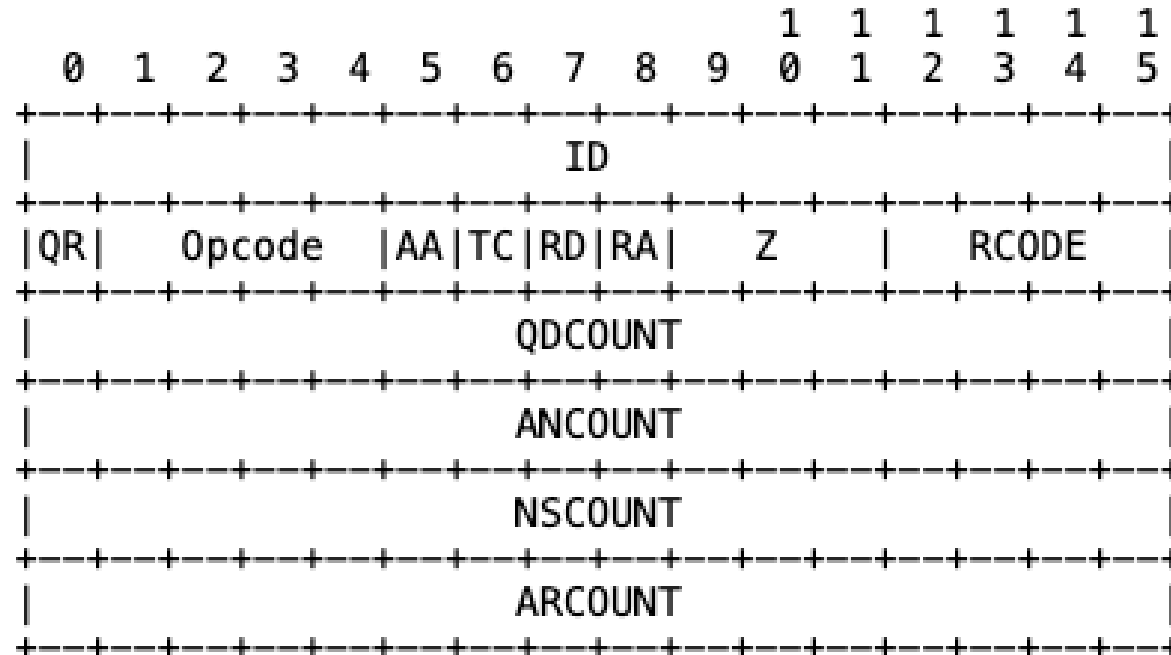 1  1  1  1  1  1
  0  1  2  3  4  5  6  7  8  9  0  1  2  3  4  5
+--+--+--+--+--+--+--+--+--+--+--+--+--+--+--+--+
|                      ID                       |
+--+--+--+--+--+--+--+--+--+--+--+--+--+--+--+--+
|QR|   Opcode  |AA|TC|RD|RA|   Z    |   RCODE   |
+--+--+--+--+--+--+--+--+--+--+--+--+--+--+--+--+
|                    QDCOUNT                    |
+--+--+--+--+--+--+--+--+--+--+--+--+--+--+--+--+
|                    ANCOUNT                    |
+--+--+--+--+--+--+--+--+--+--+--+--+--+--+--+--+
|                    NSCOUNT                    |
+--+--+--+--+--+--+--+--+--+--+--+--+--+--+--+--+
|                    ARCOUNT                    |
+--+--+--+--+--+--+--+--+--+--+--+--+--+--+--+--+